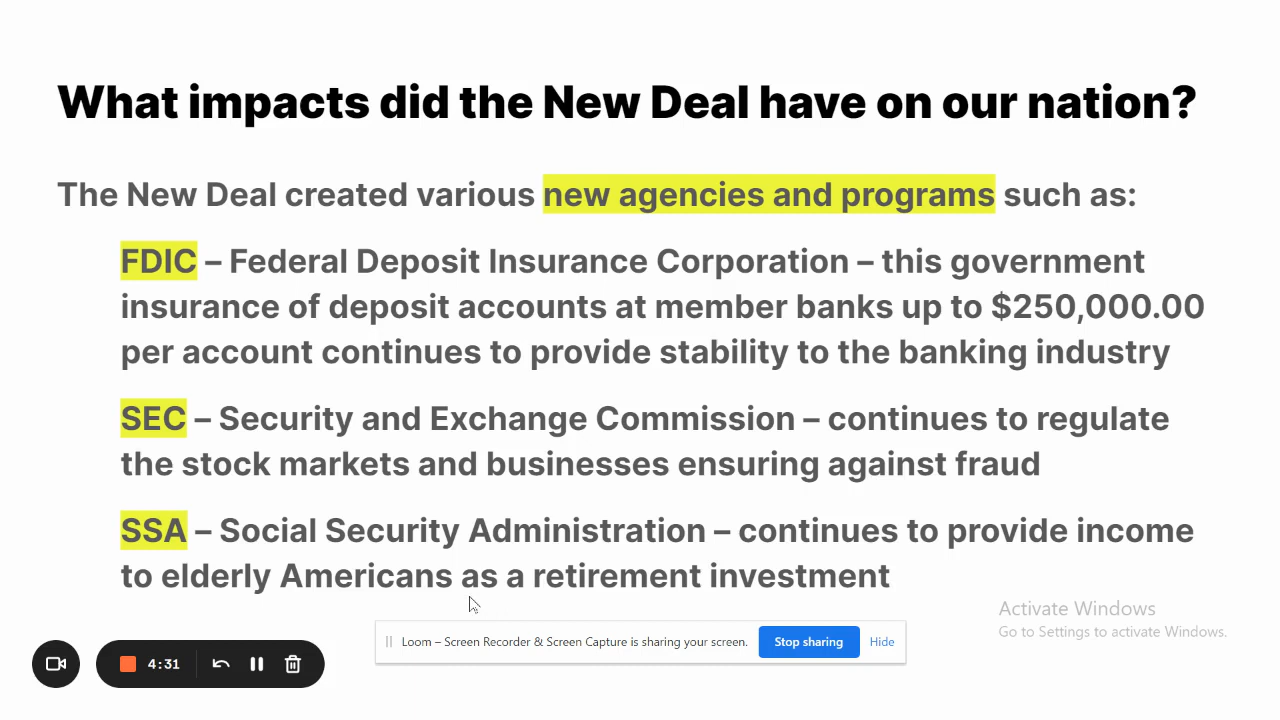 What impacts did the New Deal have on our nation?
The New Deal created various new agencies and programs such as:
FDIC – Federal Deposit Insurance Corporation – this government
insurance of deposit accounts at member banks up to $250,000.00
per account continues to provide stability to the banking industry
SEC – Security and Exchange Commission – continues to regulate
the stock markets and businesses ensuring against fraud
SSA – Social Security Administration – continues to provide income
to elderly Americans as a retirement investment
Activate Windows
Go to Settings to activate Windows.
Loom – Screen Recorder & Screen Capture is sharing your screen. Stop sharing Hide
4:31